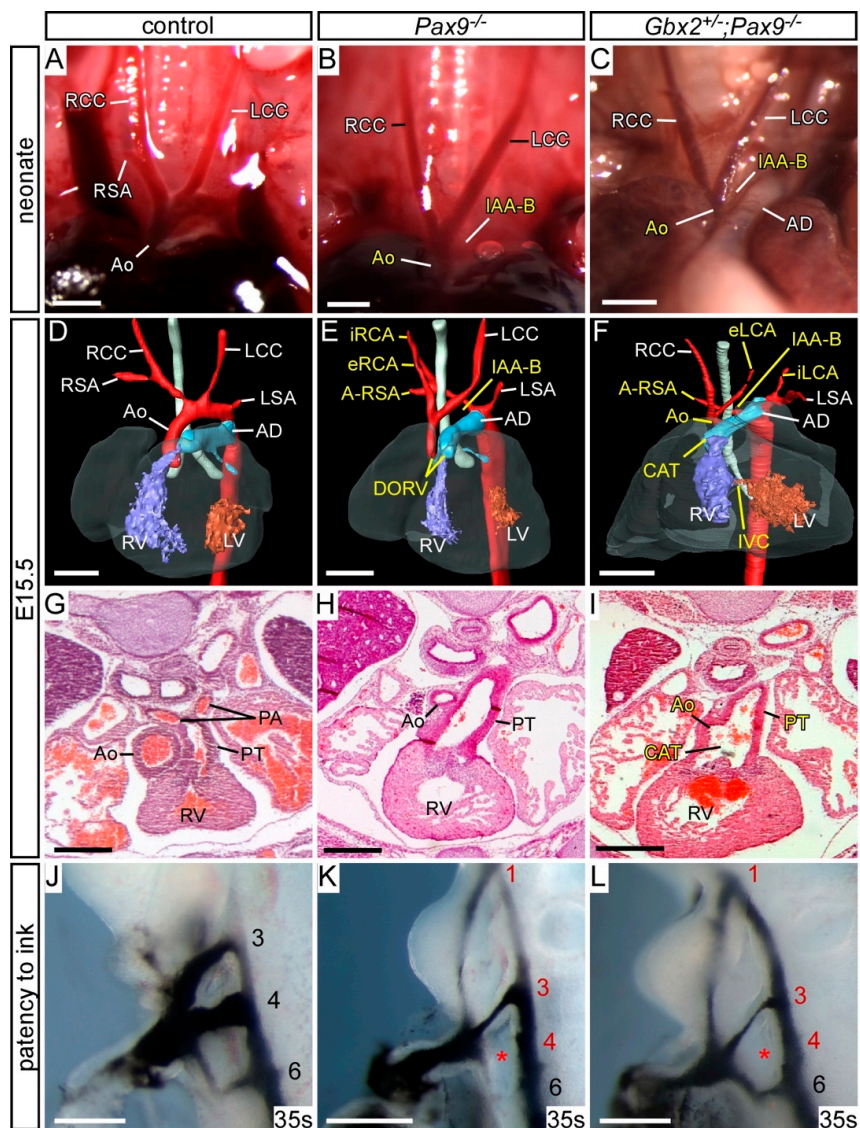 control
Pax9-/-
Gbx2+/-;Pax9-/-
neonate
A
RCC
LCC
RSA
Ao
B
RCC
LCC
IAA-B
Ao
C
RCC
LCC
IAA-B
Ao
AD
E15.5
D
RCC
LCC
RSA
LSA
Ao
AD
RV
LV
E
iRCA
LCC
eRCA
IAA-B
A-RSA
LSA
AD
DORV
RV
LV
F
eLCA
RCC
IAA-B
iLCA
A-RSA
LSA
Ao
AD
CAT
RV
LV
IVC
G
PA
Ao
PT
RV
H
Ao
PT
RV
I
Ao
PT
CAT
RV
patency to ink
J
3
4
6
35s
K
1
3
4
*
6
35s
L
1
3
4
*
6
35s